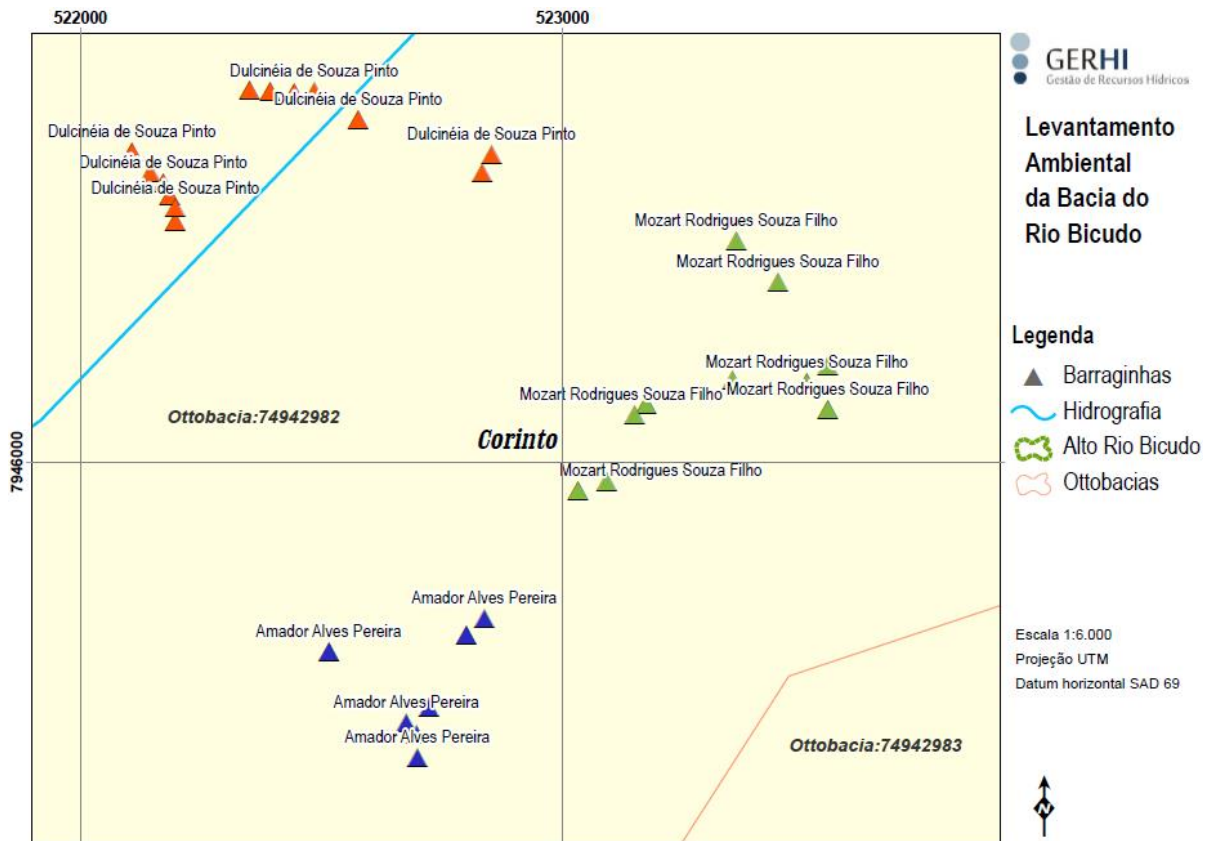 522000
523000
7946000
Dulcinéia de Souza Pinto
Dulcinéia de Souza Pinto
Dulcinéia de Souza Pinto
Dulcinéia de Souza Pinto
Dulcinéia de Souza Pinto
Dulcinéia de Souza Pinto
Mozart Rodrigues Souza Filho
Mozart Rodrigues Souza Filho
Mozart Rodrigues Souza Filho
Mozart Rodrigues Souza Filho
Mozart Rodrigues Souza Filho
Ottobacia:74942982
Corinto
Mozart Rodrigues Souza Filho
Amador Alves Pereira
Amador Alves Pereira
Amador Alves Pereira
Amador Alves Pereira
Ottobacia:74942983
GERHI
Gestão de Recursos Hídricos
Levantamento
Ambiental
da Bacia do
Rio Bicudo
Legenda
Barraginhas
Hidrografia
Alto Rio Bicudo
Ottobacias
Escala 1:6.000
Projeção UTM
Datum horizontal SAD 69
N